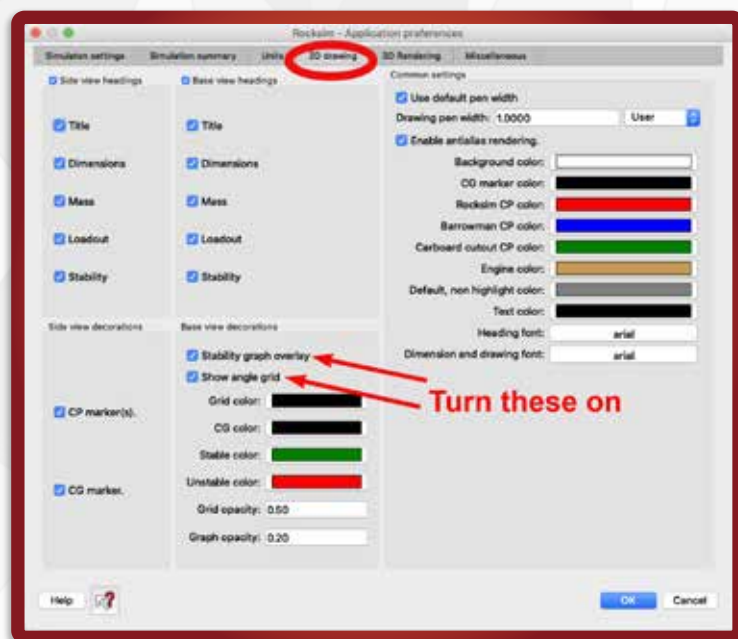 Rocksim - Application preferences
Simulation settings Simulation summary Units 2D drawing 3D Rendering Miscellaneous
Side view headings
Title
Dimensions
Mass
Loadout
Stability
Base view headings
Title
Dimensions
Mass
Loadout
Stability
Side view decorations
CP marker(s).
CG marker.
Base view decorations
Stability graph overlay
Show angle grid
Grid color:
CG color:
Stable color:
Unstable color:
Grid opacity: 0.50
Graph opacity: 0.20
Turn these on
Common settings
Use default pen width
Drawing pen width: 1.0000 User
Enable antialias rendering.
Background color:
CG marker color:
Rocksim CP color:
Barrowman CP color:
Carboard cutout CP color:
Engine color:
Default, non highlight color:
Text color:
Heading font: arial
Dimension and drawing font: arial
Help ?
OK Cancel